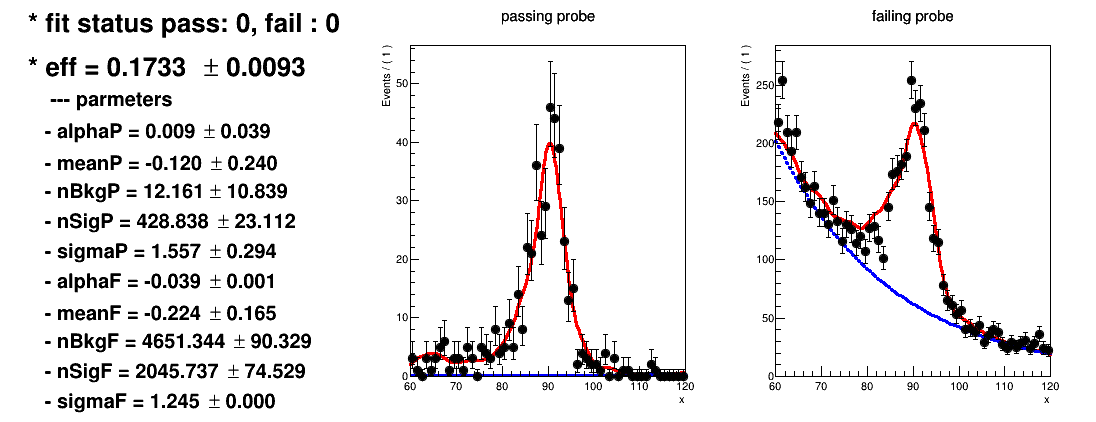 * fit status pass: 0, fail : 0
* eff = 0.1733 ± 0.0093
--- parmeters
- alphaP = 0.009 ± 0.039
- meanP = -0.120 ± 0.240
- nBkgP = 12.161 ± 10.839
- nSigP = 428.838 ± 23.112
- sigmaP = 1.557 ± 0.294
- alphaF = -0.039 ± 0.001
- meanF = -0.224 ± 0.165
- nBkgF = 4651.344 ± 90.329
- nSigF = 2045.737 ± 74.529
- sigmaF = 1.245 ± 0.000
passing probe
Events / ( 1 )
50
40
30
20
10
0
60 70 80 90 100 110 120
x
failing probe
Events / ( 1 )
250
200
150
100
50
0
60 70 80 90 100 110 120
x